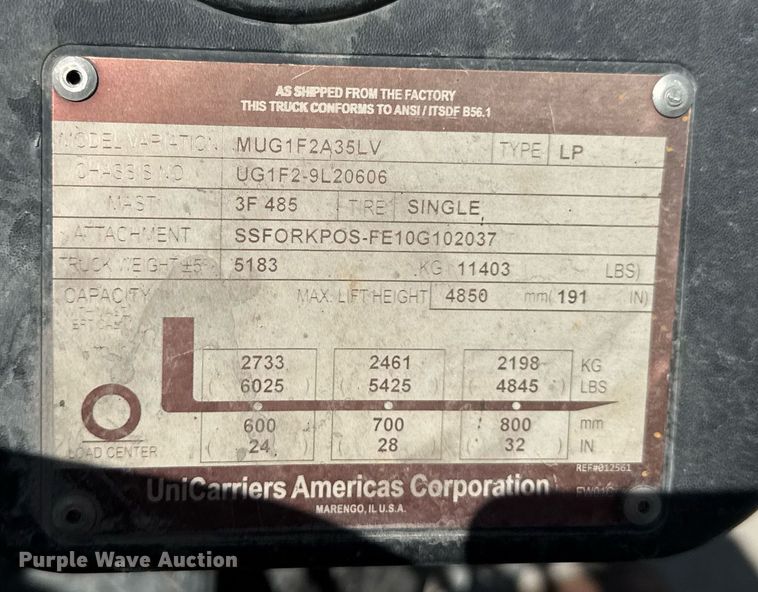 AS SHIPPED FROM THE FACTORY
THIS TRUCK CONFORMS TO ANSI / ITSDF B56.1
MODEL VARIATION MUG1F2A35LV TYPE LP
CHASSIS NO. UG1F2-9L20606
MAST 3F 485 TIRE SINGLE
ATTACHMENT SSFORKPOS-FE10G102037
TRUCK WEIGHT ±5% 5183 KG 11403 LBS)
CAPACITY MAX. LIFT HEIGHT 4850 mm( 191 IN)
WITH MAST
2733 2461 2198 KG
( 6025 ) ( 5425 ) ( 4845 ) LBS
600 700 800 mm
( 24 ) ( 28 ) ( 32 ) IN
LOAD CENTER
REF#012561
UniCarriers Americas Corporation
MARENGO, IL U.S.A.
Purple Wave Auction